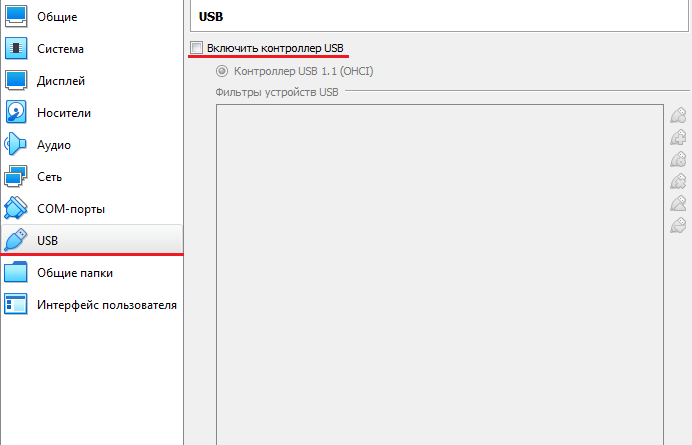 Общие
Система
Дисплей
Носители
Аудио
Сеть
COM-порты
USB
Общие папки
Интерфейс пользователя
USB
Включить контроллер USB
Контроллер USB 1.1 (OHCI)
Фильтры устройств USB